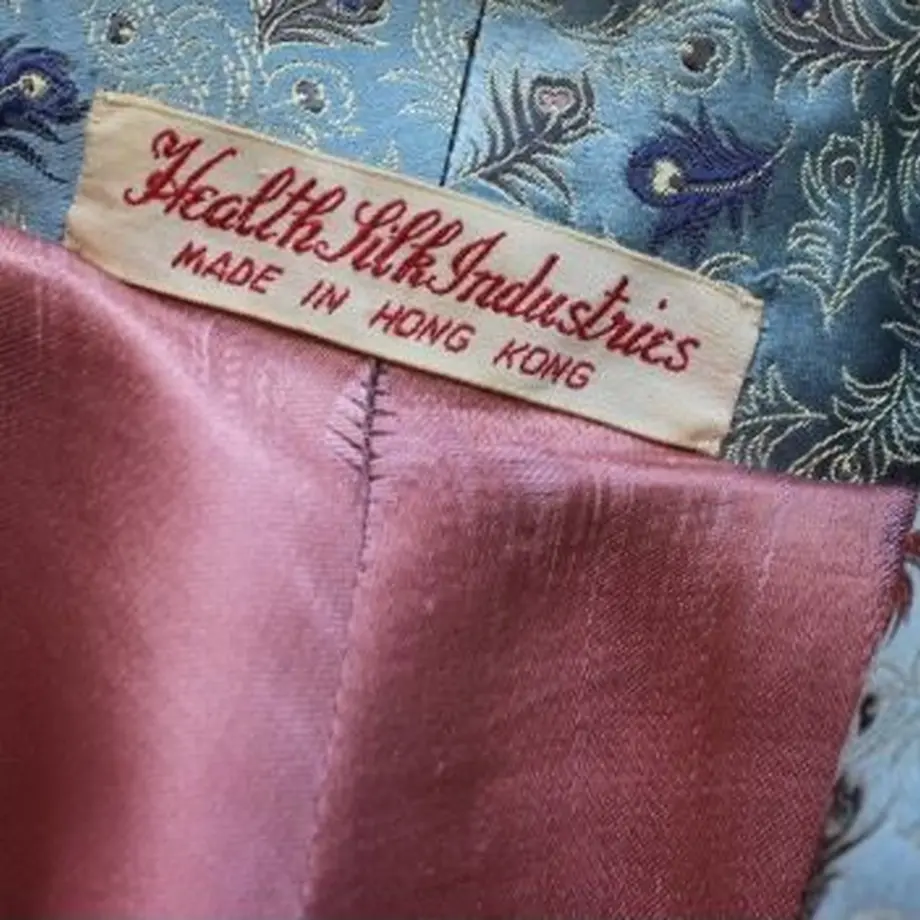 Health Silk Industries
MADE IN HONG KONG